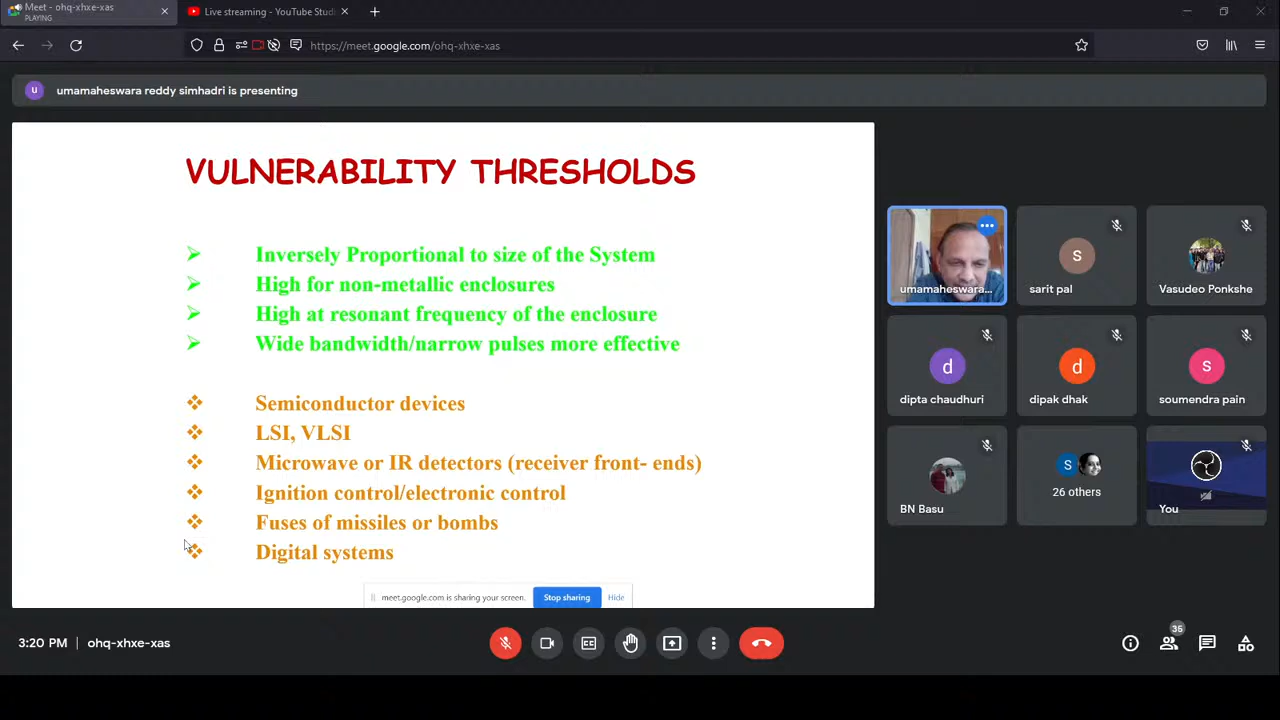 Meet - ohq-xhxe-xas
PLAYING
Live streaming - YouTube Studi
https://meet.google.com/ohq-xhxe-xas
u
umamaheswara reddy simhadri is presenting
VULNERABILITY THRESHOLDS
Inversely Proportional to size of the System
High for non-metallic enclosures
High at resonant frequency of the enclosure
Wide bandwidth/narrow pulses more effective
Semiconductor devices
LSI, VLSI
Microwave or IR detectors (receiver front- ends)
Ignition control/electronic control
Fuses of missiles or bombs
Digital systems
meet.google.com is sharing your screen.
Stop sharing
Hide
umamaheswara...
S
sarit pal
Vasudeo Ponkshe
d
dipta chaudhuri
d
dipak dhak
s
soumendra pain
BN Basu
S
26 others
You
3:20 PM | ohq-xhxe-xas
CC
35